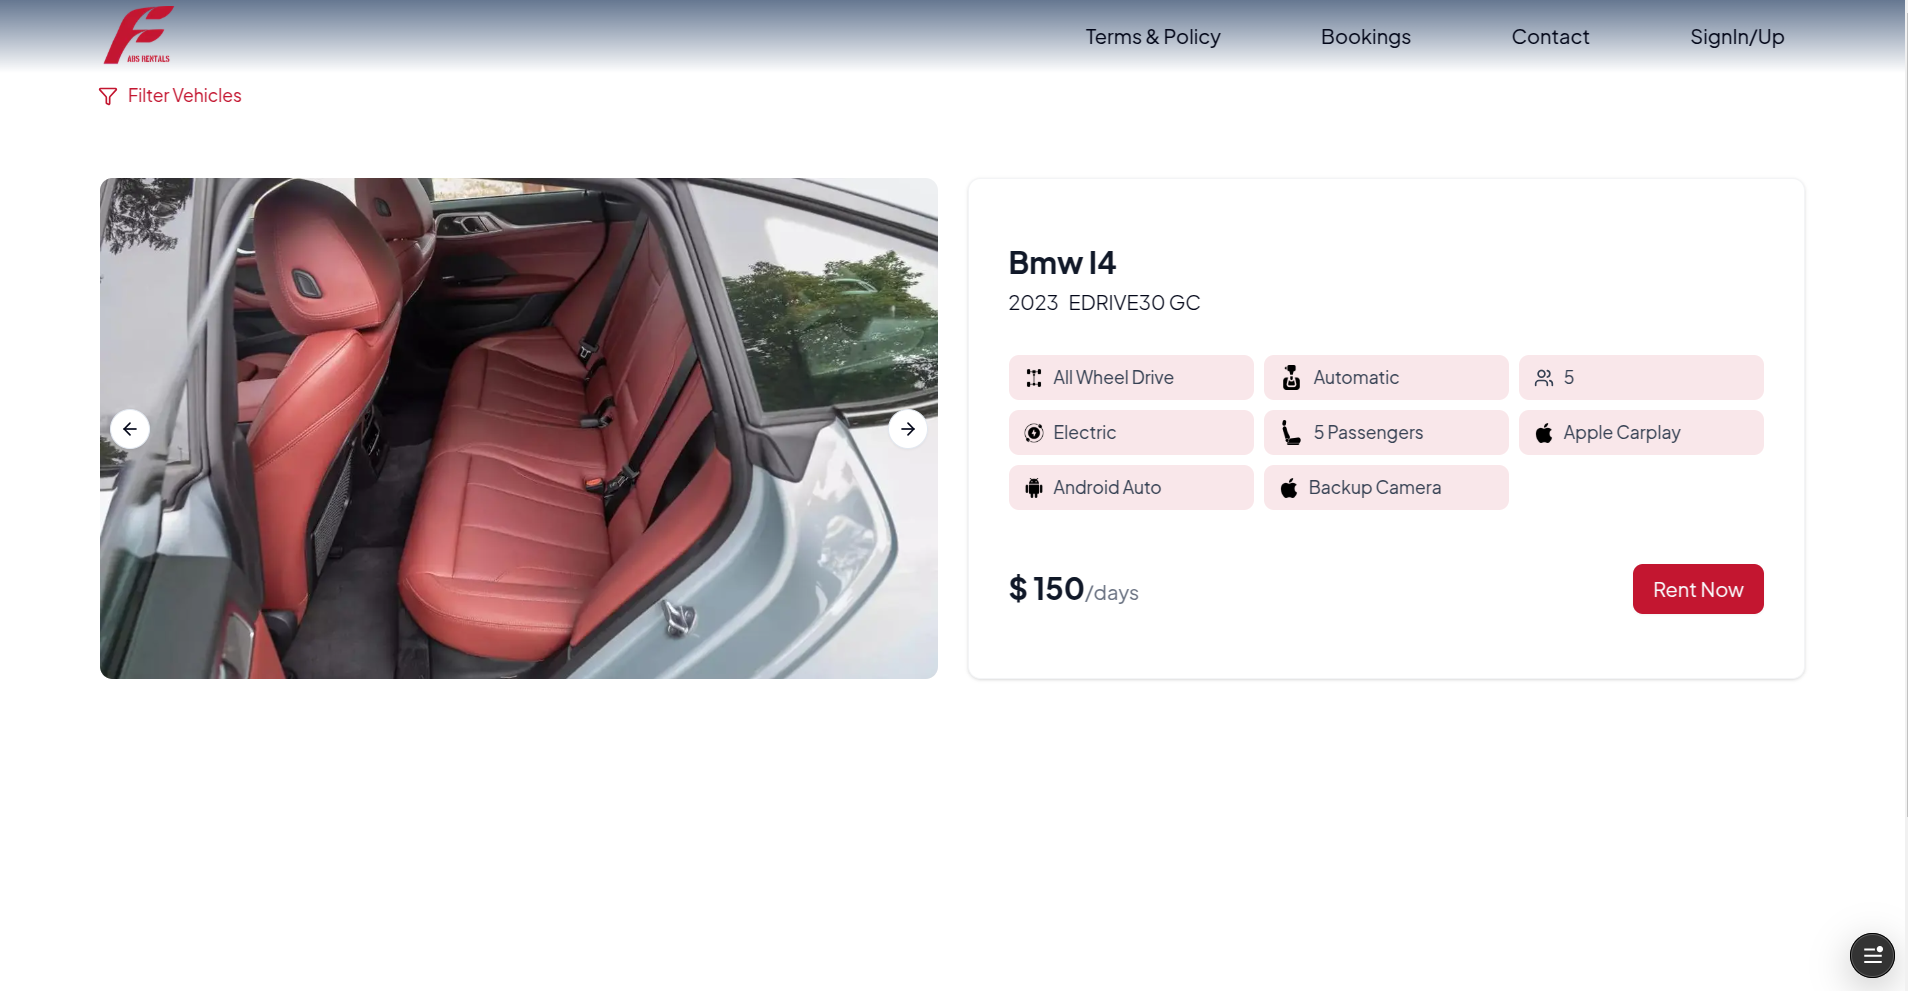 ABS RENTALS
Terms & Policy Bookings Contact SignIn/Up
Filter Vehicles
Bmw I4
2023 EDRIVE30 GC
All Wheel Drive Automatic 5
Electric 5 Passengers Apple Carplay
Android Auto Backup Camera
$ 150/days Rent Now